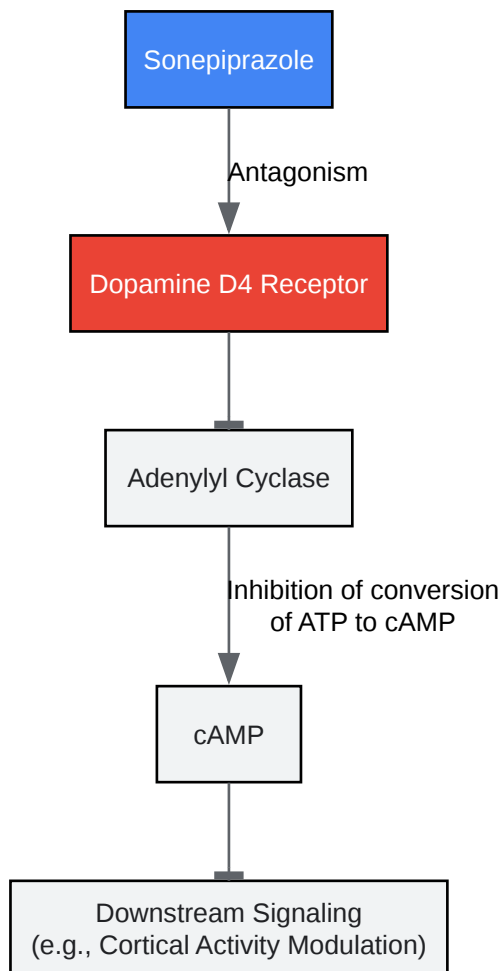 Sonepiprazole
Antagonism
Dopamine D4 Receptor
Adenylyl Cyclase
Inhibition of conversion
of ATP to cAMP
cAMP
Downstream Signaling
(e.g., Cortical Activity Modulation)